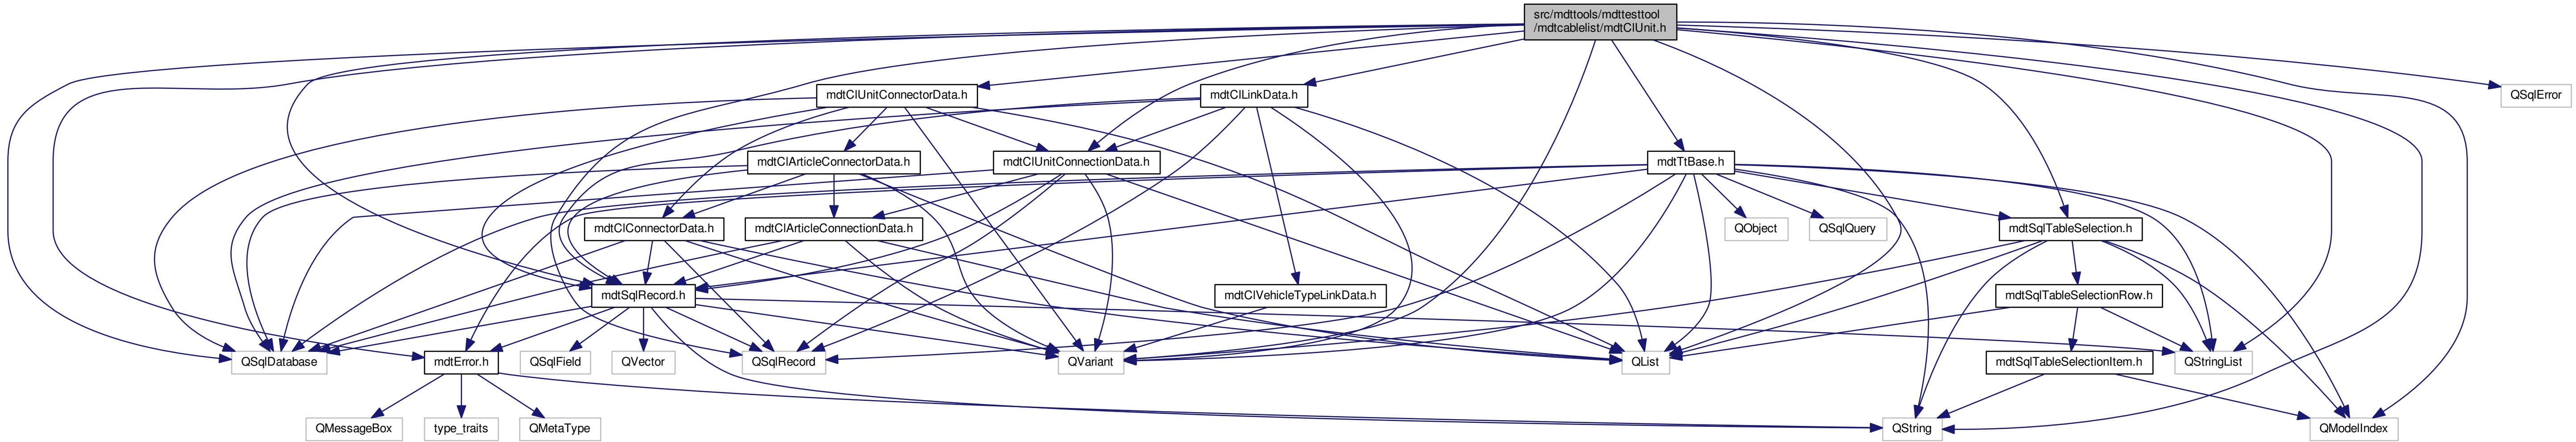 src/mdttools/mdttesttool
/mdtcablelist/mdtClUnit.h
mdtClUnitConnectorData.h
mdtClLinkData.h
QSqlError
mdtClArticleConnectorData.h
mdtClUnitConnectionData.h
mdtTtBase.h
mdtClConnectorData.h
mdtClArticleConnectionData.h
QObject
QSqlQuery
mdtSqlTableSelection.h
mdtSqlRecord.h
mdtClVehicleTypeLinkData.h
mdtSqlTableSelectionRow.h
QSqlDatabase
mdtError.h
QSqlField
QVector
QSqlRecord
QVariant
QList
mdtSqlTableSelectionItem.h
QStringList
QMessageBox
type_traits
QMetaType
QString
QModelIndex